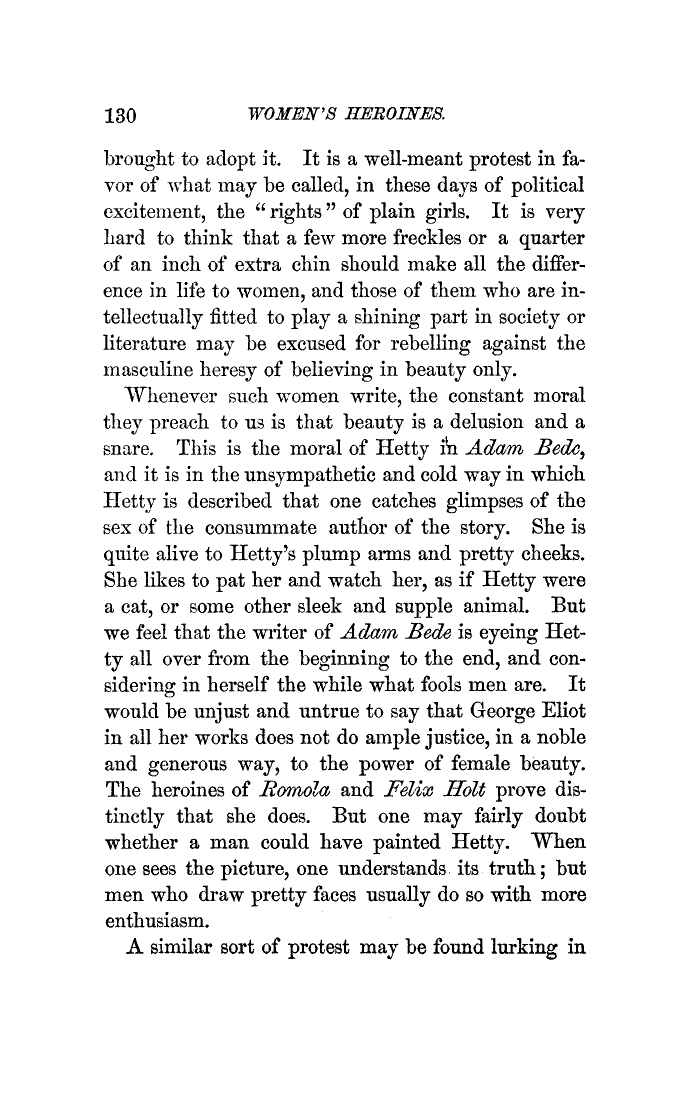 130 WOMEN'S HEROINES.
brought to adopt it. It is a well-meant protest in fa-
vor of what may be called, in these days of political
excitement, the “rights” of plain girls. It is very
hard to think that a few more freckles or a quarter
of an inch of extra chin should make all the differ-
ence in life to women, and those of them who are in-
tellectually fitted to play a shining part in society or
literature may be excused for rebelling against the
masculine heresy of believing in beauty only.
Whenever such women write, the constant moral
they preach to us is that beauty is a delusion and a
snare. This is the moral of Hetty in Adam Bede,
and it is in the unsympathetic and cold way in which
Hetty is described that one catches glimpses of the
sex of the consummate author of the story. She is
quite alive to Hetty's plump arms and pretty cheeks.
She likes to pat her and watch her, as if Hetty were
a cat, or some other sleek and supple animal. But
we feel that the writer of Adam Bede is eyeing Het-
ty all over from the beginning to the end, and con-
sidering in herself the while what fools men are. It
would be unjust and untrue to say that George Eliot
in all her works does not do ample justice, in a noble
and generous way, to the power of female beauty.
The heroines of Romola and Felix Holt prove dis-
tinctly that she does. But one may fairly doubt
whether a man could have painted Hetty. When
one sees the picture, one understands its truth; but
men who draw pretty faces usually do so with more
enthusiasm.
A similar sort of protest may be found lurking in